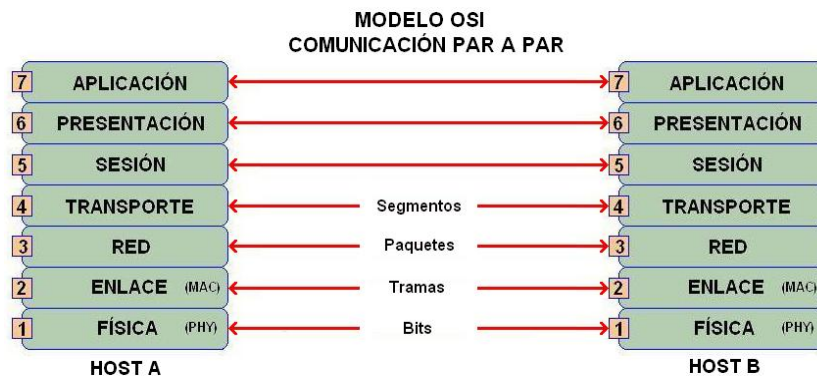 MODELO OSI
COMUNICACIÓN PAR A PAR
7 APLICACIÓN 7 APLICACIÓN
6 PRESENTACIÓN 6 PRESENTACIÓN
5 SESIÓN 5 SESIÓN
4 TRANSPORTE Segmentos 4 TRANSPORTE
3 RED Paquetes 3 RED
2 ENLACE (MAC) Tramas 2 ENLACE (MAC)
1 FÍSICA (PHY) Bits 1 FÍSICA (PHY)
HOST A HOST B